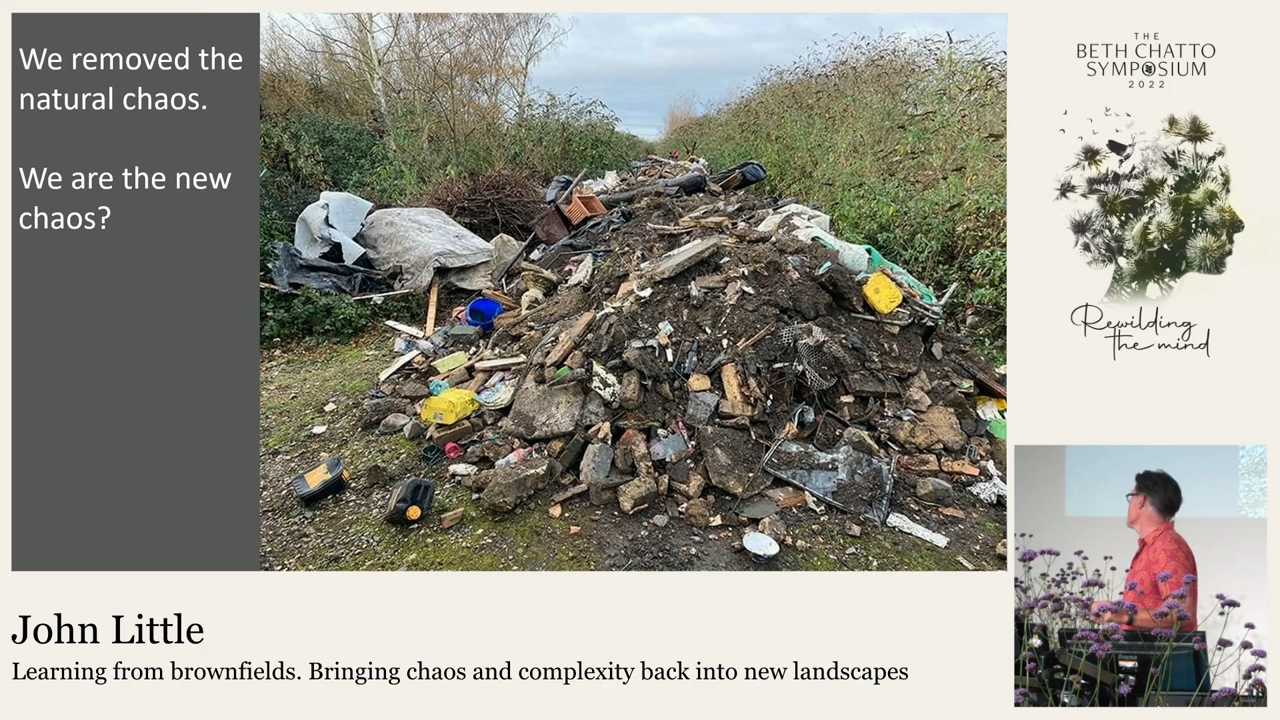 We removed the
natural chaos.
We are the new
chaos?
THE
BETH CHATTO
SYMPOSIUM
2022
Rewilding
the mind
John Little
Learning from brownfields. Bringing chaos and complexity back into new landscapes